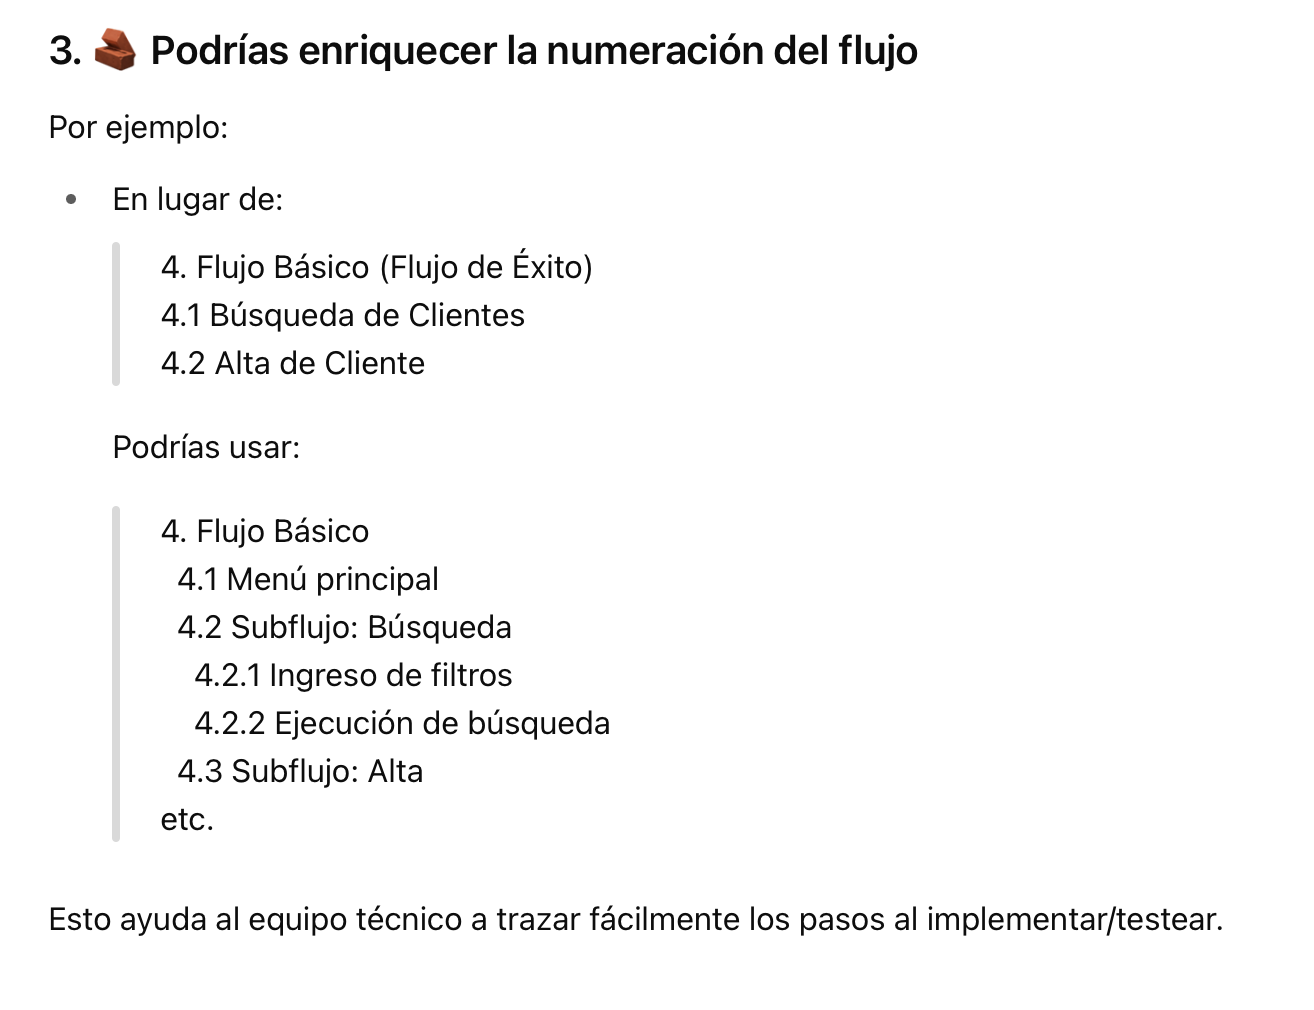 3. 🧱 Podrías enriquecer la numeración del flujo
Por ejemplo:
• En lugar de:
4. Flujo Básico (Flujo de Éxito)
4.1 Búsqueda de Clientes
4.2 Alta de Cliente
Podrías usar:
4. Flujo Básico
4.1 Menú principal
4.2 Subflujo: Búsqueda
4.2.1 Ingreso de filtros
4.2.2 Ejecución de búsqueda
4.3 Subflujo: Alta
etc.
Esto ayuda al equipo técnico a trazar fácilmente los pasos al implementar/testear.